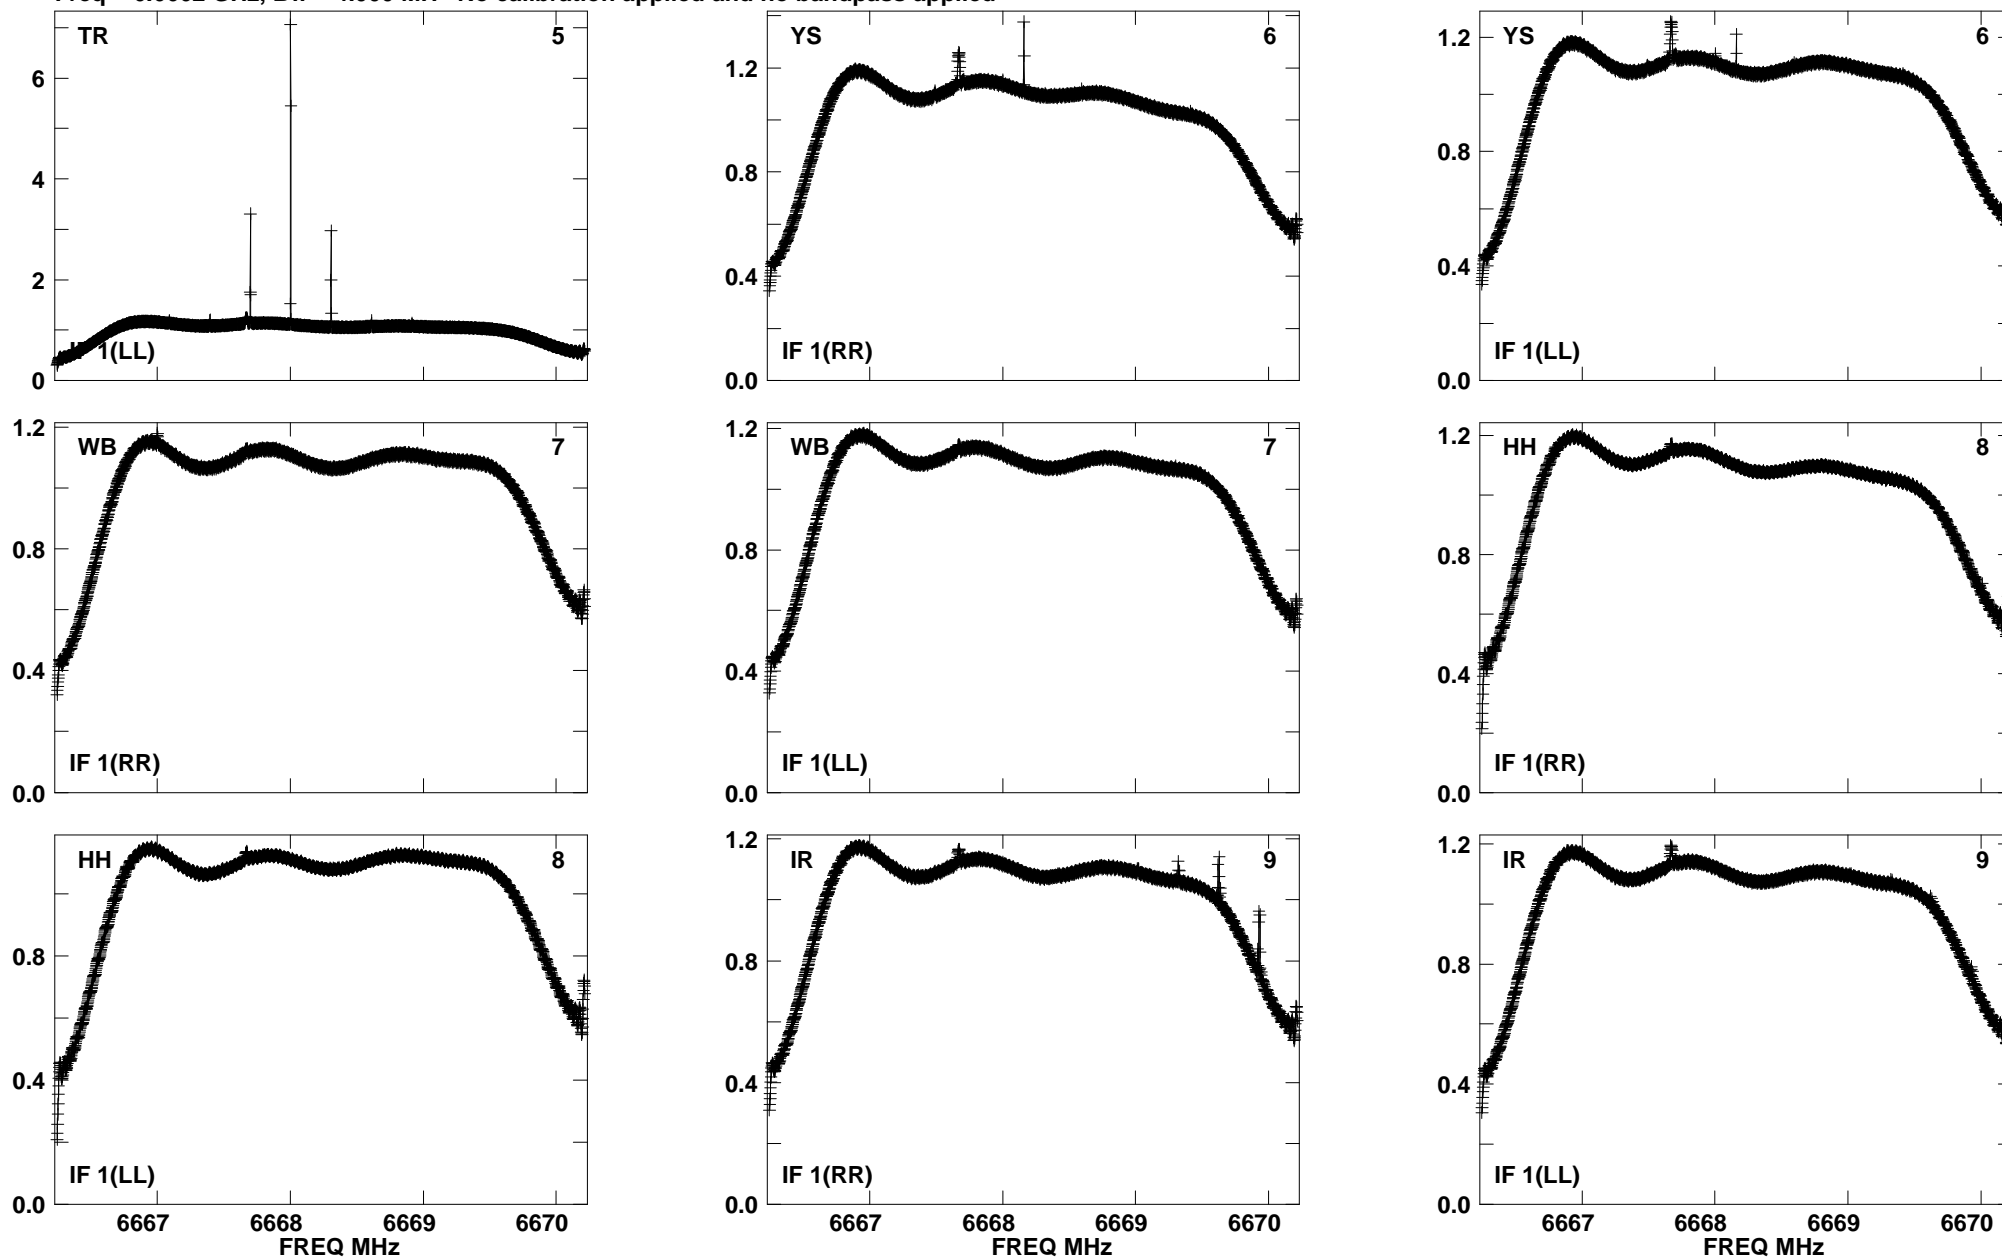 TR 5 YS 6 YS 6
6 1.2 1.2
4 0.8 0.8
2 0.4 0.4
IF 1(LL) IF 1(RR) IF 1(LL)
0 0.0 0.0
WB 7 WB 7 HH 8
1.2 1.2 1.2
0.8 0.8 0.8
0.4 0.4 0.4
IF 1(RR) IF 1(LL) IF 1(RR)
0.0 0.0 0.0
HH 8 IR 9 IR 9
1.2 1.2
0.8 0.8 0.8
0.4 0.4 0.4
IF 1(LL) IF 1(RR) IF 1(LL)
0.0 0.0 0.0
6667 6668 6669 6670 6667 6668 6669 6670 6667 6668 6669 6670
FREQ MHz FREQ MHz FREQ MHz